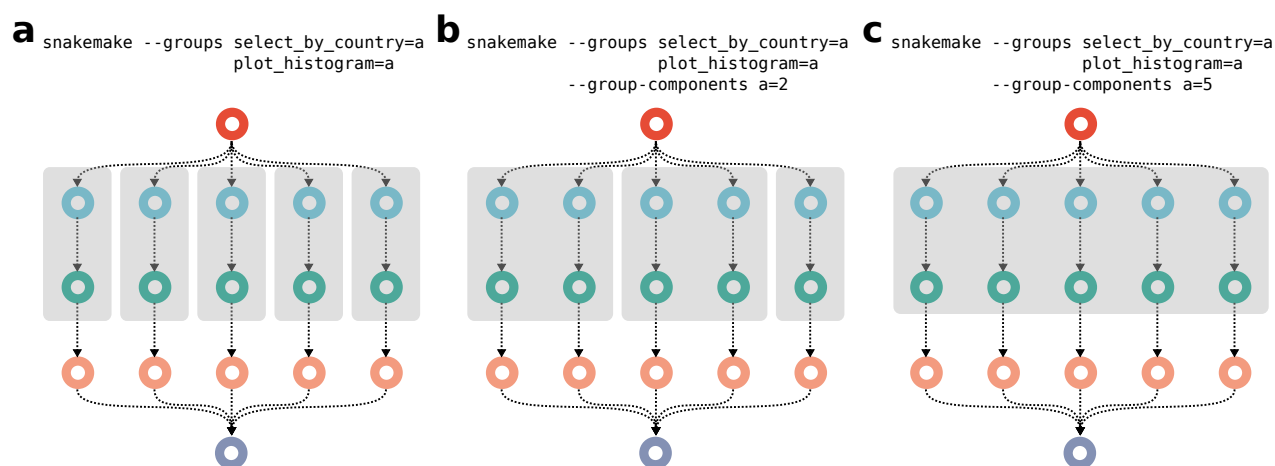 a
snakemake --groups select_by_country=a
plot_histogram=a
b
snakemake --groups select_by_country=a
plot_histogram=a
--group-components a=2
c
snakemake --groups select_by_country=a
plot_histogram=a
--group-components a=5